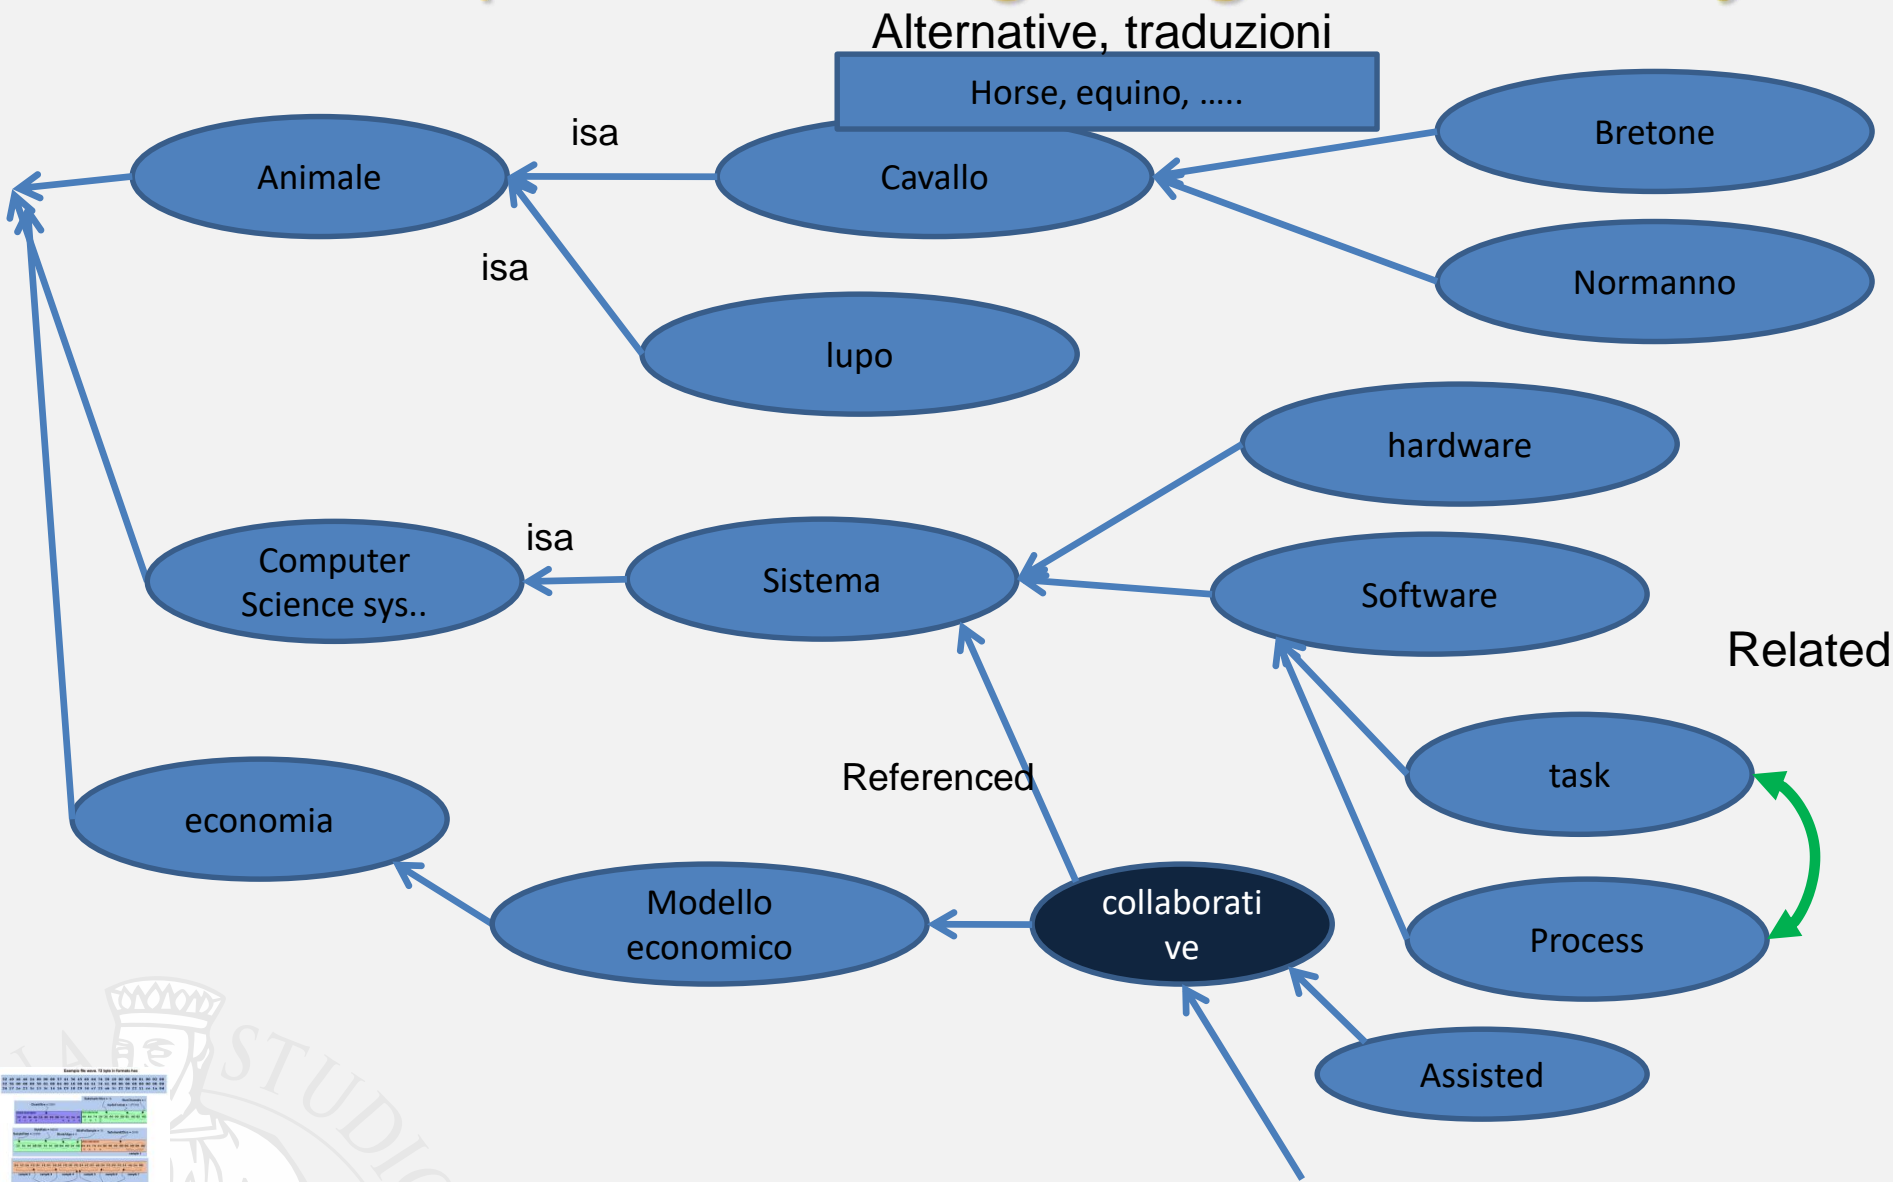 Alternative, traduzioni
Horse, equino, …..
Bretone
isa
Animale
Cavallo
isa
Normanno
lupo
hardware
isa
Computer
Science sys..
Sistema
Software
Related
Referenced
task
economia
Modello
economico
collaborati
ve
Process
Assisted
STUDIO